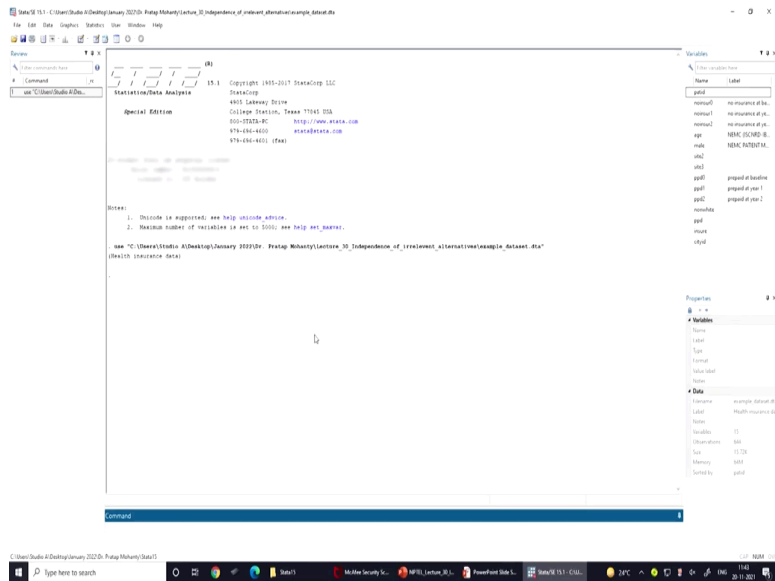 Stata/SE 15.1 - C:\Users\Studio A\Desktop\January 2022\Dr. Pratap Mohanty\Lecture_30_Independence_of_irrelevent_alternatives\example_dataset.dta
File Edit Data Graphics Statistics User Window Help
Review
Filter commands here
# Command _rc
1 use "C:\Users\Studio A\Des...
(R)
15.1 Copyright 1985-2017 StataCorp LLC
Statistics/Data Analysis StataCorp
4905 Lakeway Drive
Special Edition College Station, Texas 77845 USA
800-STATA-PC http://www.stata.com
979-696-4600 stata@stata.com
979-696-4601 (fax)
Notes:
1. Unicode is supported; see help unicode_advice.
2. Maximum number of variables is set to 5000; see help set_maxvar.
. use "C:\Users\Studio A\Desktop\January 2022\Dr. Pratap Mohanty\Lecture_30_Independence_of_irrelevent_alternatives\example_dataset.dta"
(Health insurance data)
.
Command
Variables
Filter variables here
Name Label
patid
noinsur0 no insurance at ba...
noinsur1 no insurance at ye...
noinsur2 no insurance at ye...
age NEMC (ISCNRD-B...
male NEMC PATIENT M...
site2
site3
ppd0 prepaid at baseline
ppd1 prepaid at year 1
ppd2 prepaid at year 2
nonwhite
ppd
insure
Properties
Variables
Name
Label
Type
Format
Value label
Notes
Data
Filename example_dataset.dt
Label Health insurance da
Notes
Variables
Observations
Size
Memory 64M
Sorted by patid
C:\Users\Studio A\Desktop\January 2022\Dr. Pratap Mohanty\Stata15
CAP NUM
Type here to search
Stata15
McAfee Security Sc...
NPTEL_Lecture_30_I...
PowerPoint Slide S...
Stata/SE 15.1 - C:\U...
24°C
ENG
11:43
20-11-2021